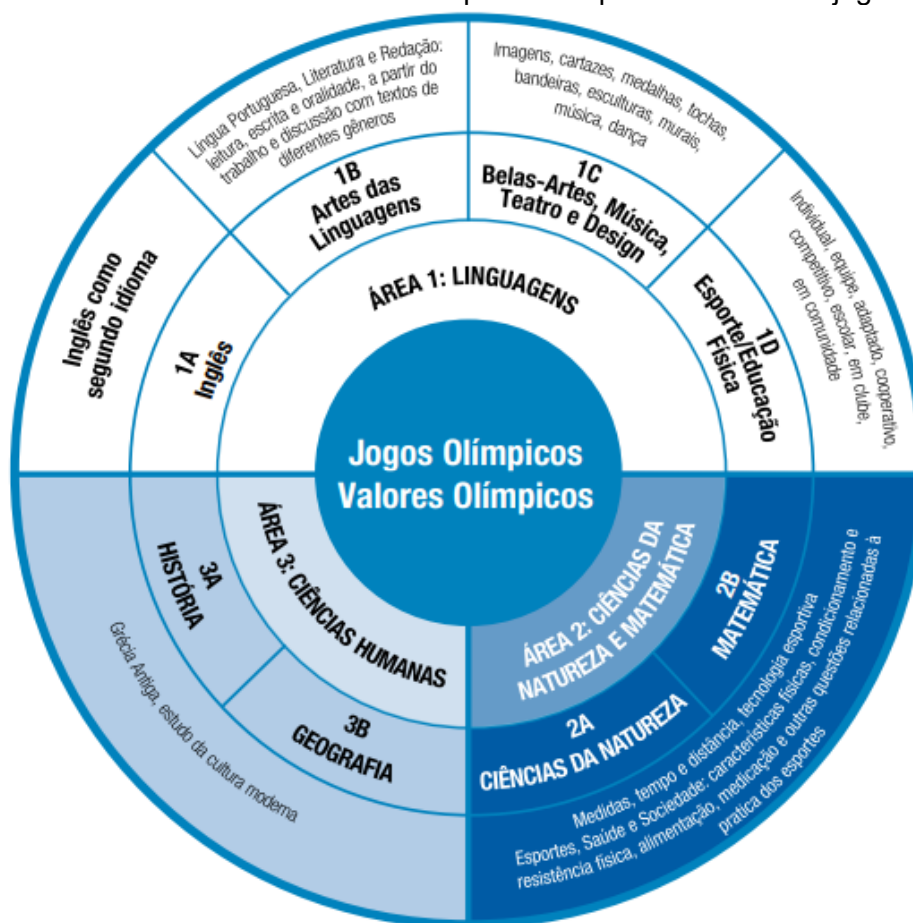 Língua Portuguesa, Literatura e Redação:
leitura, escrita e oralidade, a partir do
trabalho e discussão com textos de
diferentes gêneros
Imagens, cartazes, medalhas, tochas,
bandeiras, esculturas, murais,
música, dança
Inglês como
segundo idioma
1A
Inglês
1B
Artes das
Linguagens
1C
Belas-Artes, Música,
Teatro e Design
1D
Esporte/Educação
Física
Individual, equipe, adaptado, cooperativo,
competitivo, escolar, em clube,
em comunidade
ÁREA 1: LINGUAGENS
Jogos Olímpicos
Valores Olímpicos
ÁREA 3: CIÊNCIAS HUMANAS
3A
HISTÓRIA
3B
GEOGRAFIA
Grécia Antiga, estudo da cultura moderna
ÁREA 2: CIÊNCIAS DA
NATUREZA E MATEMÁTICA
2B
MATEMÁTICA
2A
CIÊNCIAS DA NATUREZA
Medidas, tempo e distância, tecnologia esportiva
Esportes, Saúde e Sociedade: características físicas, condicionamento e
resistência física, alimentação, medicação e outras questões relacionadas à
pratica dos esportes